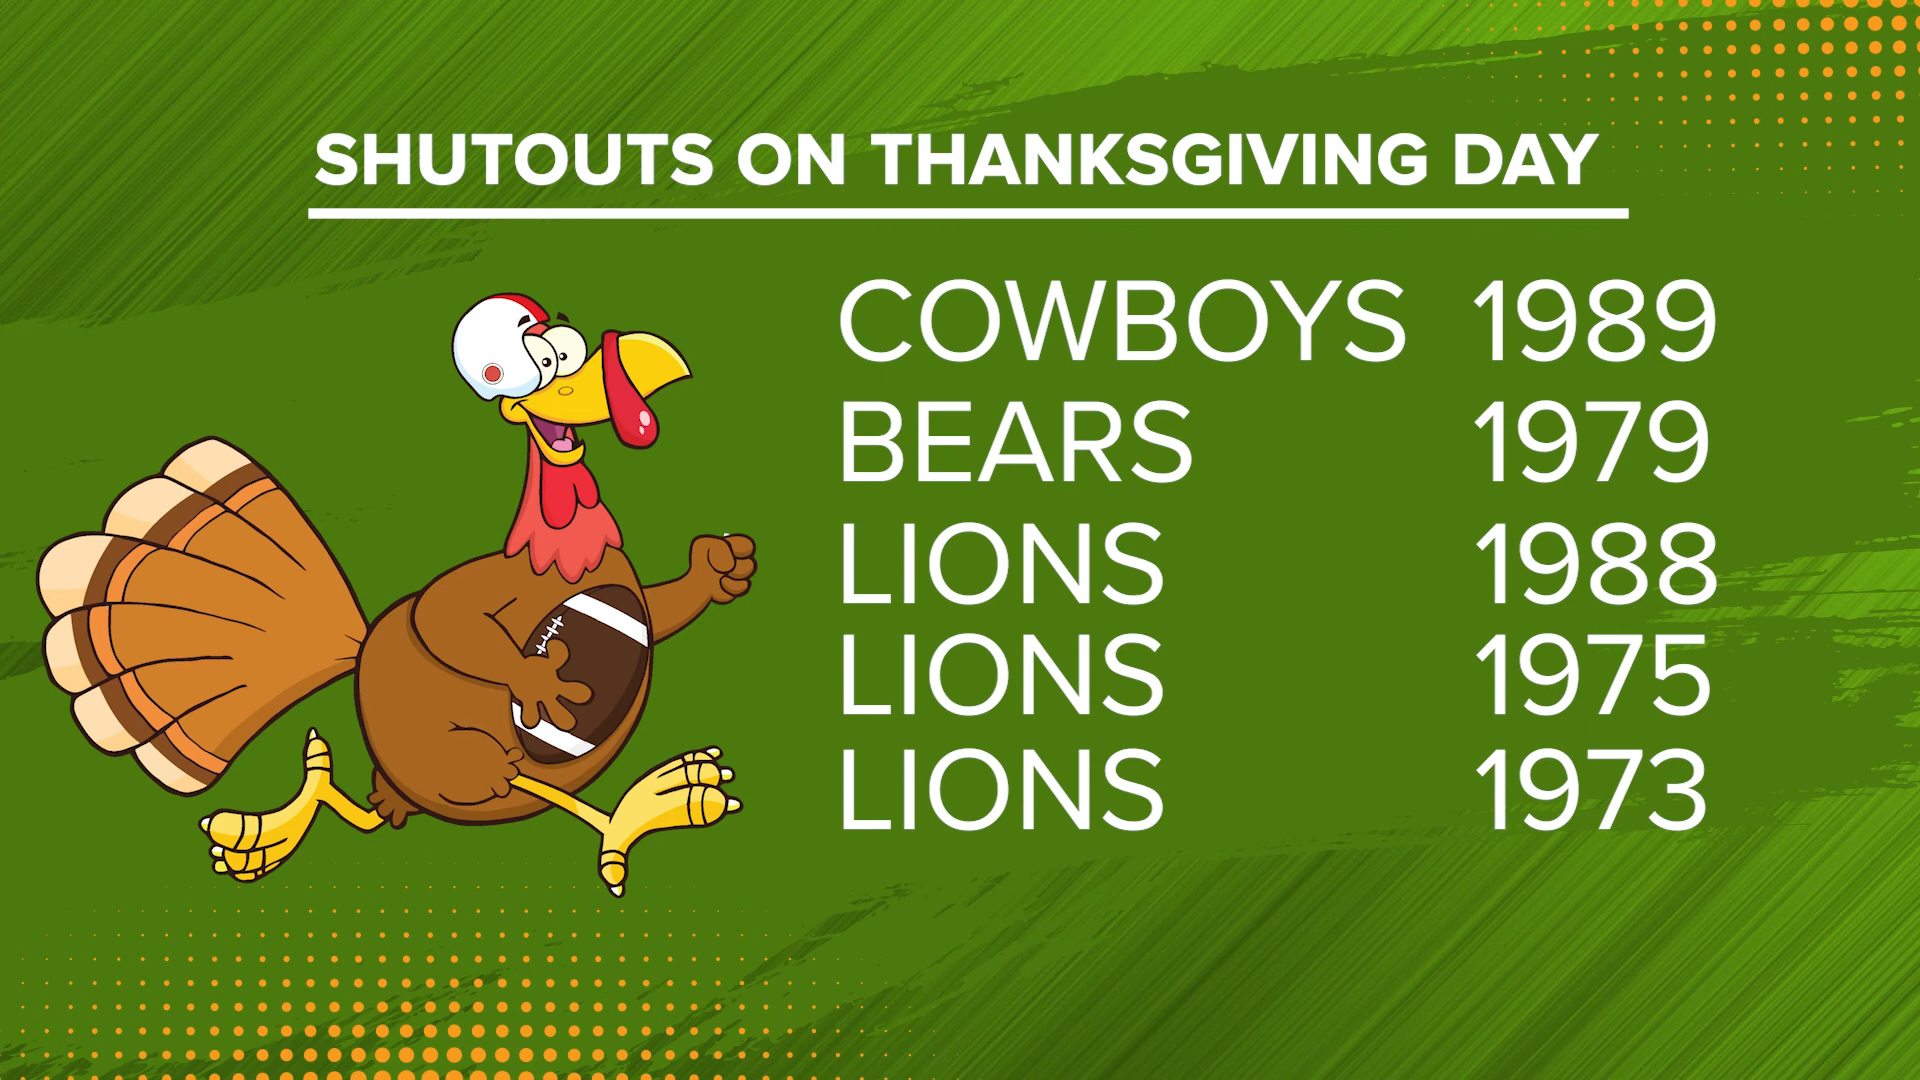 SHUTOUTS ON THANKSGIVING DAY
COWBOYS 1989
BEARS 1979
LIONS 1988
LIONS 1975
LIONS 1973